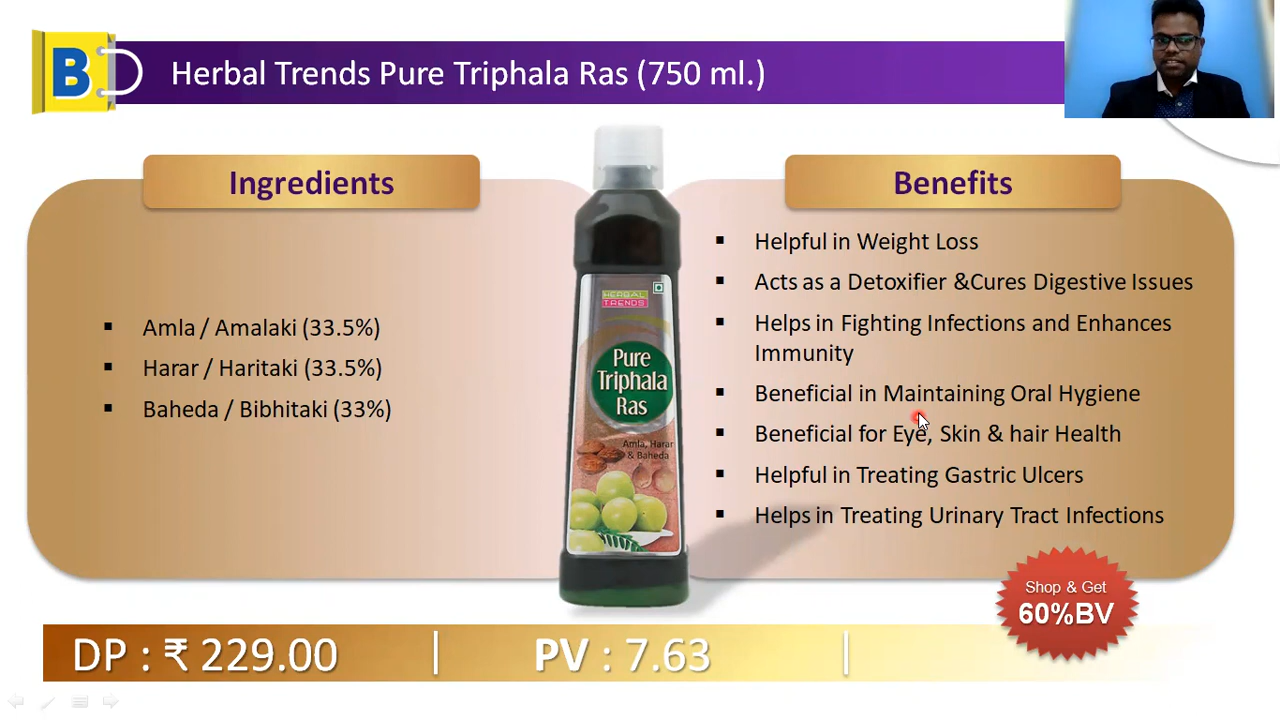 B
Herbal Trends Pure Triphala Ras (750 ml.)
Ingredients
Amla / Amalaki (33.5%)
Harar / Haritaki (33.5%)
Baheda / Bibhitaki (33%)
HERBAL
TRENDS
Pure
Triphala
Ras
Amla, Harar
& Baheda
Benefits
Helpful in Weight Loss
Acts as a Detoxifier &Cures Digestive Issues
Helps in Fighting Infections and Enhances
Immunity
Beneficial in Maintaining Oral Hygiene
Beneficial for Eye, Skin & hair Health
Helpful in Treating Gastric Ulcers
Helps in Treating Urinary Tract Infections
Shop & Get
60%BV
DP : ₹ 229.00 | PV : 7.63 |